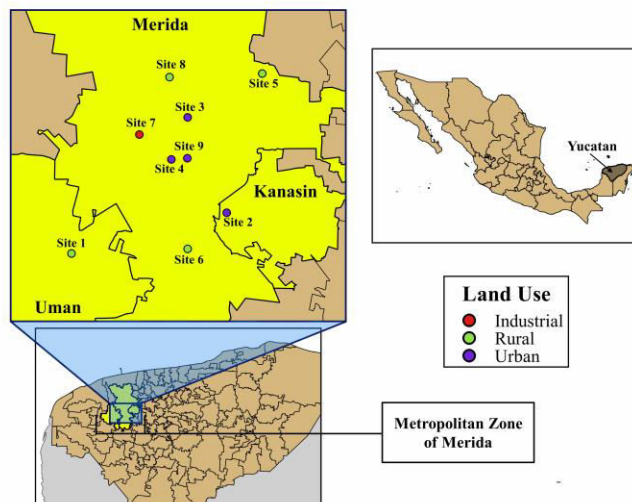 Merida
Site 8
Site 5
Site 3
Site 7
Site 9
Site 4
Kanasin
Site 2
Site 1
Site 6
Uman
Yucatan
Land Use
Industrial
Rural
Urban
Metropolitan Zone
of Merida